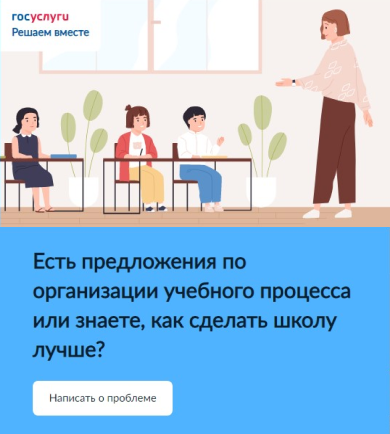 госуслуги
Решаем вместе
Есть предложения по
организации учебного процесса
или знаете, как сделать школу
лучше?
Написать о проблеме